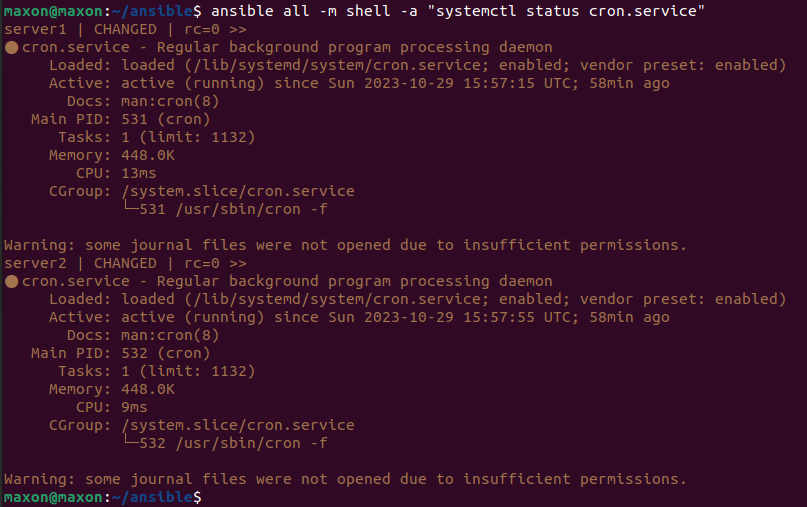 maxon@maxon:~/ansible$ ansible all -m shell -a "systemctl status cron.service"
server1 | CHANGED | rc=0 >>
● cron.service - Regular background program processing daemon
     Loaded: loaded (/lib/systemd/system/cron.service; enabled; vendor preset: enabled)
     Active: active (running) since Sun 2023-10-29 15:57:15 UTC; 58min ago
       Docs: man:cron(8)
   Main PID: 531 (cron)
      Tasks: 1 (limit: 1132)
     Memory: 448.0K
        CPU: 13ms
     CGroup: /system.slice/cron.service
             └─531 /usr/sbin/cron -f
Warning: some journal files were not opened due to insufficient permissions.
server2 | CHANGED | rc=0 >>
● cron.service - Regular background program processing daemon
     Loaded: loaded (/lib/systemd/system/cron.service; enabled; vendor preset: enabled)
     Active: active (running) since Sun 2023-10-29 15:57:55 UTC; 58min ago
       Docs: man:cron(8)
   Main PID: 532 (cron)
      Tasks: 1 (limit: 1132)
     Memory: 448.0K
        CPU: 9ms
     CGroup: /system.slice/cron.service
             └─532 /usr/sbin/cron -f
Warning: some journal files were not opened due to insufficient permissions.
maxon@maxon:~/ansible$